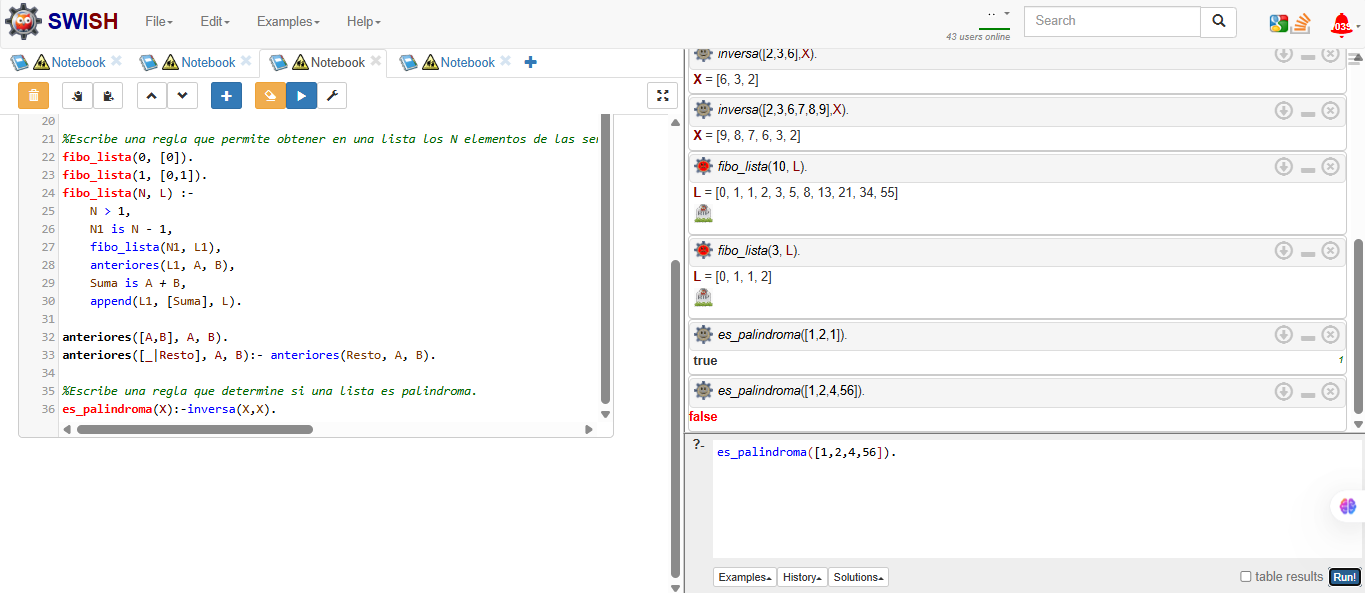 SWISH File Edit Examples Help
43 users online
Search
Notebook Notebook Notebook Notebook
20
21 %Escribe una regla que permite obtener en una lista los N elementos de las ser
22 fibo_lista(0, [0]).
23 fibo_lista(1, [0,1]).
24 fibo_lista(N, L) :-
25 N > 1,
26 N1 is N - 1,
27 fibo_lista(N1, L1),
28 anteriores(L1, A, B),
29 Suma is A + B,
30 append(L1, [Suma], L).
31
32 anteriores([A,B], A, B).
33 anteriores([_|Resto], A, B):- anteriores(Resto, A, B).
34
35 %Escribe una regla que determine si una lista es palindroma.
36 es_palindroma(X):-inversa(X,X).
inversa([2,3,6],X).
X = [6, 3, 2]
inversa([2,3,6,7,8,9],X).
X = [9, 8, 7, 6, 3, 2]
fibo_lista(10, L).
L = [0, 1, 1, 2, 3, 5, 8, 13, 21, 34, 55]
fibo_lista(3, L).
L = [0, 1, 1, 2]
es_palindroma([1,2,1]).
true 1
es_palindroma([1,2,4,56]).
false
?- es_palindroma([1,2,4,56]).
Examples History Solutions table results Run!